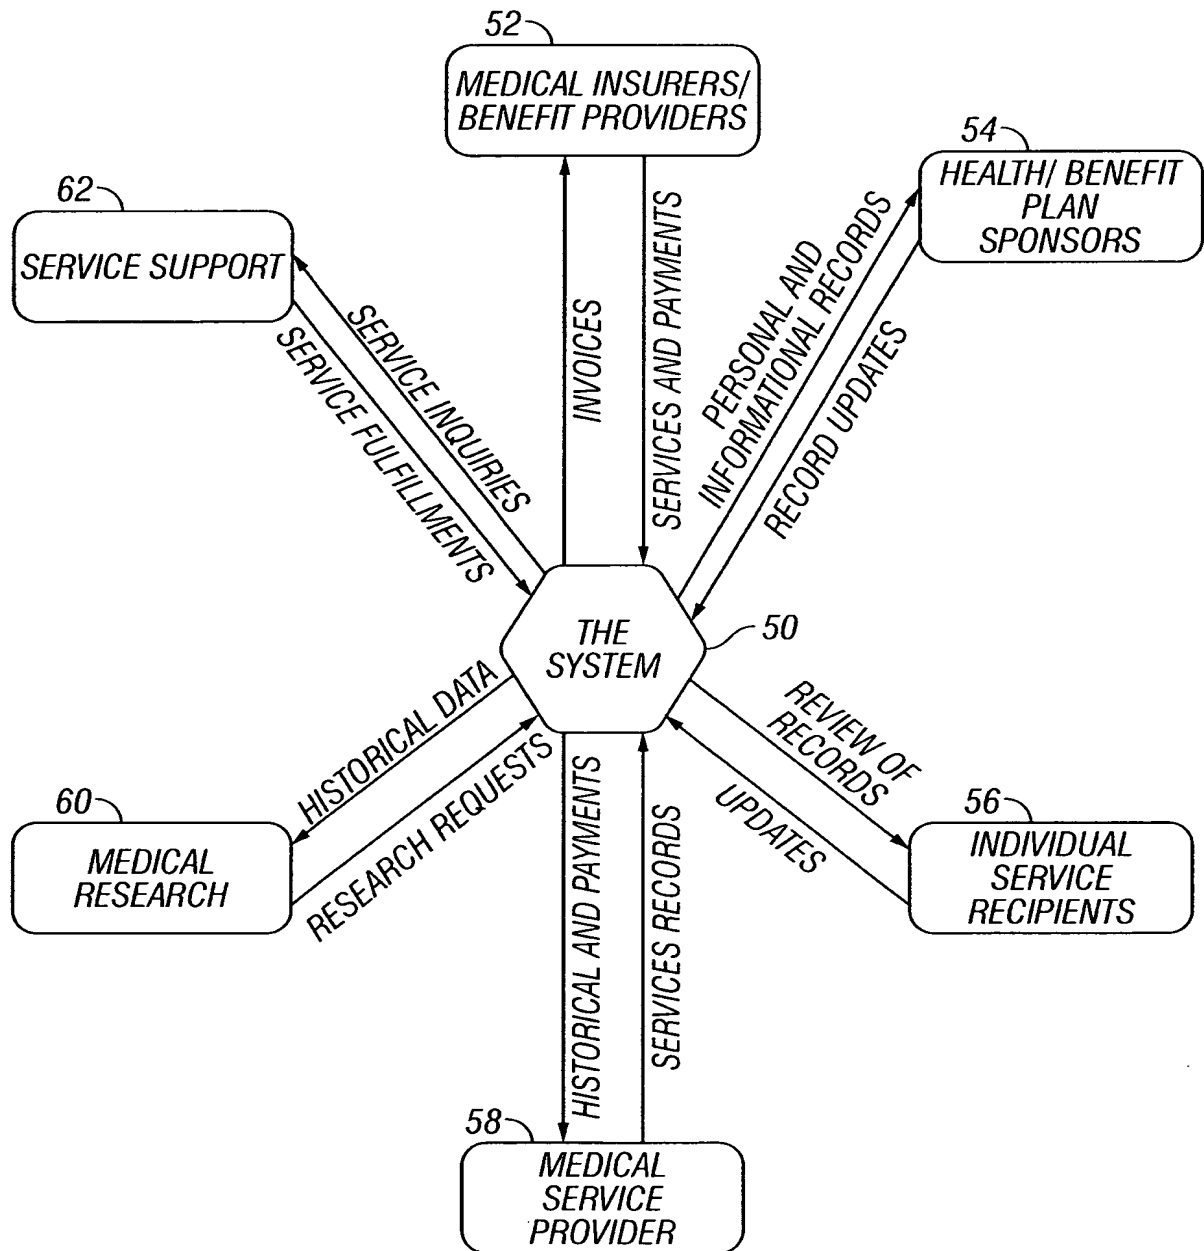 52
MEDICAL INSURERS/
BENEFIT PROVIDERS
54
HEALTH/ BENEFIT
PLAN
SPONSORS
62
SERVICE SUPPORT
SERVICE INQUIRIES
SERVICE FULFILLMENTS
INVOICES
SERVICES AND PAYMENTS
PERSONAL AND
INFORMATIONAL RECORDS
RECORD UPDATES
THE
SYSTEM
50
HISTORICAL DATA
RESEARCH REQUESTS
REVIEW OF
RECORDS
UPDATES
60
MEDICAL
RESEARCH
56
INDIVIDUAL
SERVICE
RECIPIENTS
HISTORICAL AND PAYMENTS
SERVICES RECORDS
58
MEDICAL
SERVICE
PROVIDER